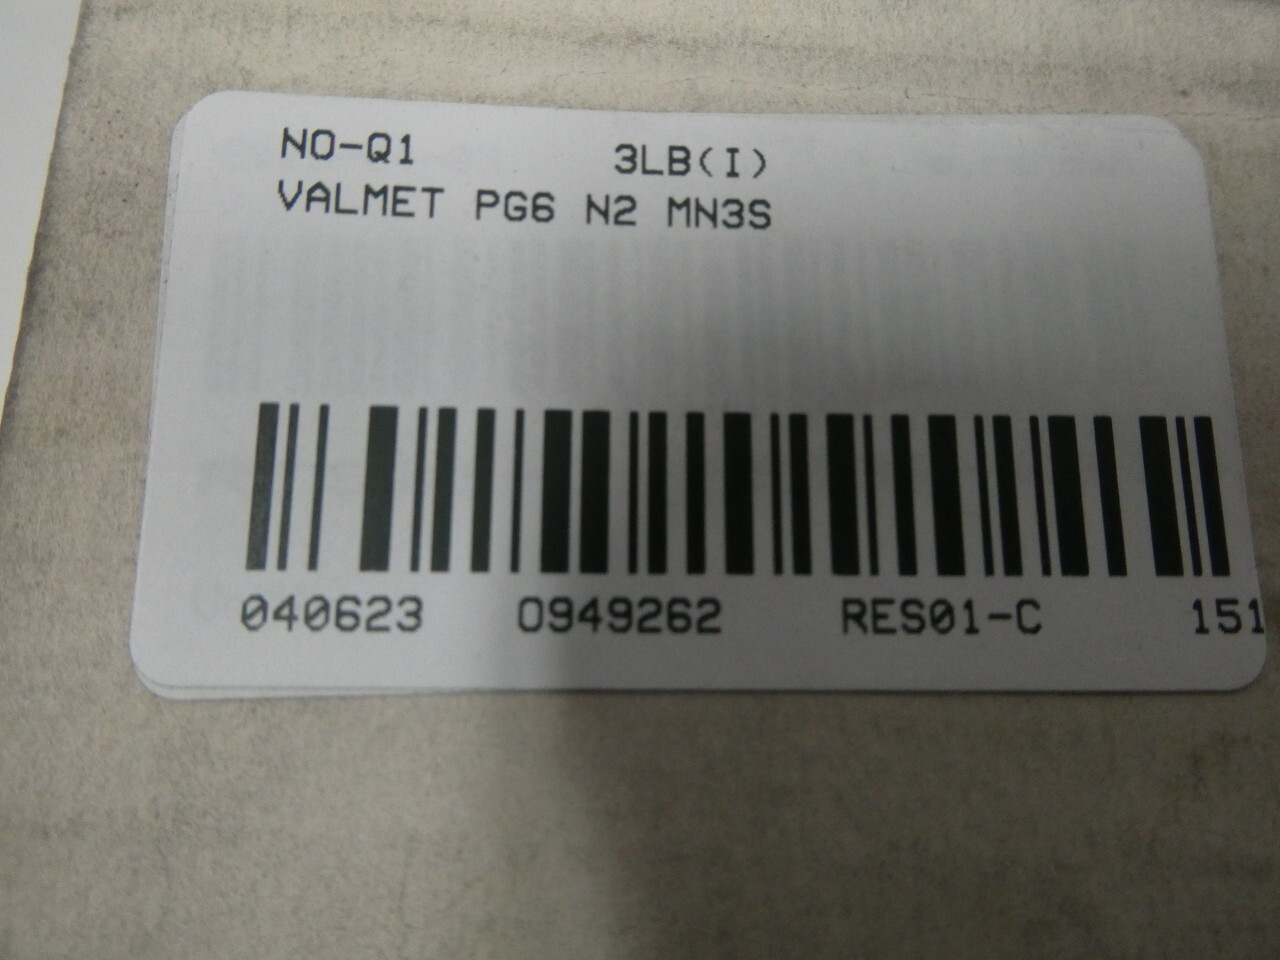 NO-Q1 3LB(I)
VALMET PG6 N2 MN3S
040623 0949262 RES01-C 151